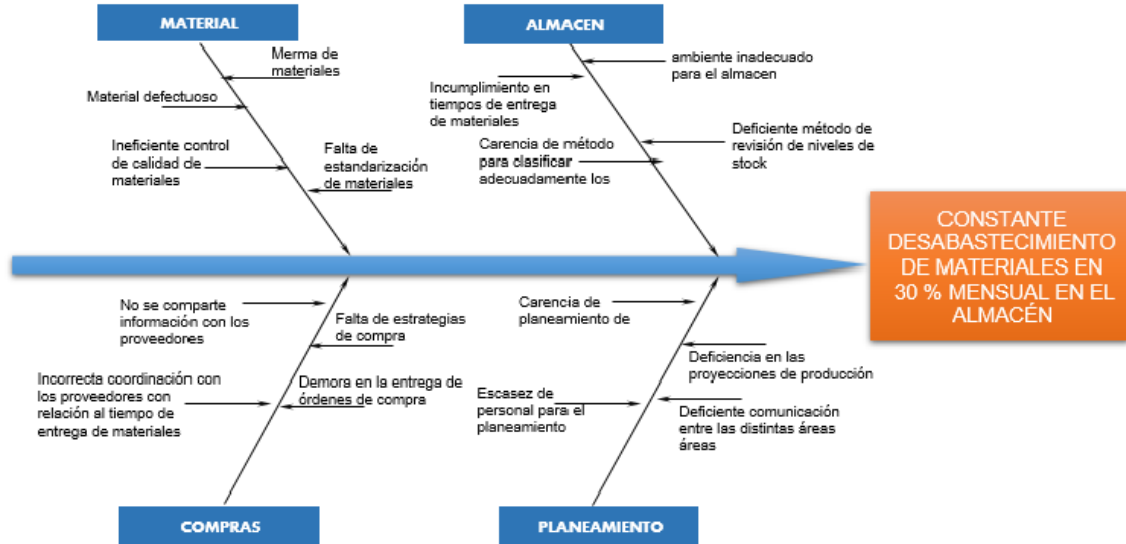 MATERIAL
Merma de
materiales
Material defectuoso
Ineficiente control
de calidad de
materiales
Falta de
estandarización
de materiales
ALMACEN
ambiente inadecuado
para el almacen
Incumplimiento en
tiempos de entrega
de materiales
Deficiente método de
revisión de niveles de
stock
Carencia de método
para clasificar
adecuadamente los
CONSTANTE
DESABASTECIMIENTO
DE MATERIALES EN
30 % MENSUAL EN EL
ALMACÉN
No se comparte
información con los
proveedores
Falta de estrategias
de compra
Incorrecta coordinación con
los proveedores con
relación al tiempo de
entrega de materiales
Demora en la entrega de
órdenes de compra
COMPRAS
Carencia de
planeamiento de
Deficiencia en las
proyecciones de producción
Escasez de
personal para el
planeamiento
Deficiente comunicación
entre las distintas áreas
áreas
PLANEAMIENTO